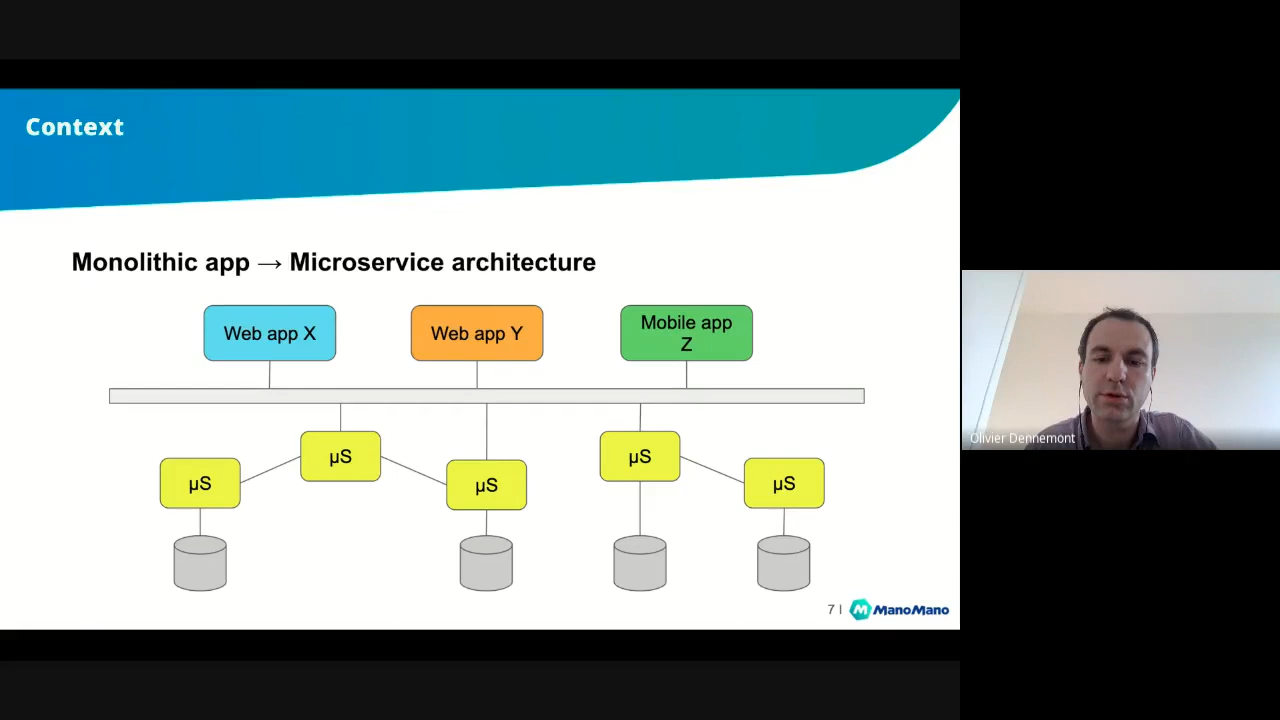 Context
Monolithic app → Microservice architecture
Web app X
Web app Y
Mobile app
Z
µS
µS
µS
µS
µS
7 |
ManoMano
Olivier Dennemont